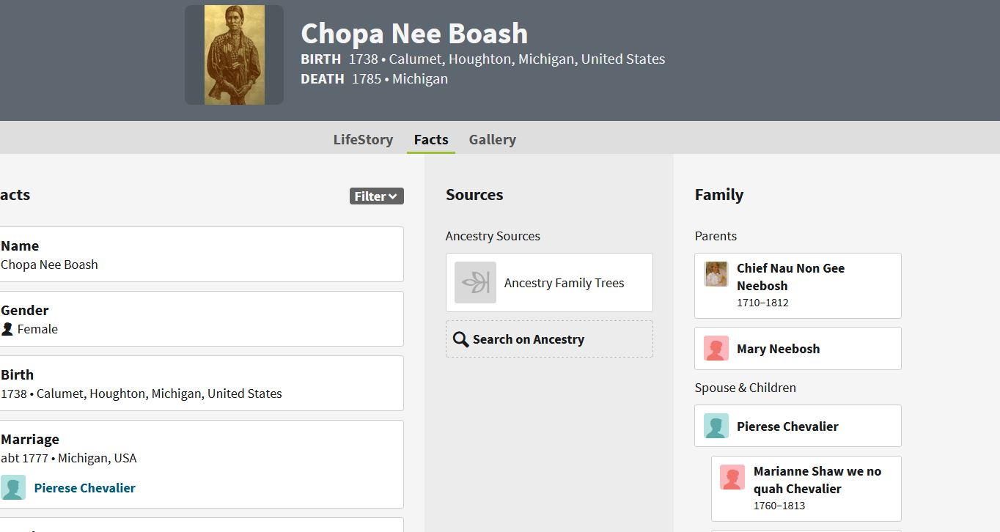 Chopa Nee Boash
BIRTH 1738 • Calumet, Houghton, Michigan, United States
DEATH 1785 • Michigan
LifeStory Facts Gallery
acts
Filter
Name
Chopa Nee Boash
Gender
Female
Birth
1738 • Calumet, Houghton, Michigan, United States
Marriage
abt 1777 • Michigan, USA
Pierese Chevalier
Sources
Ancestry Sources
Ancestry Family Trees
Search on Ancestry
Family
Parents
Chief Nau Non Gee
Neebosh
1710–1812
Mary Neebosh
Spouse & Children
Pierese Chevalier
Marianne Shaw we no
quah Chevalier
1760–1813